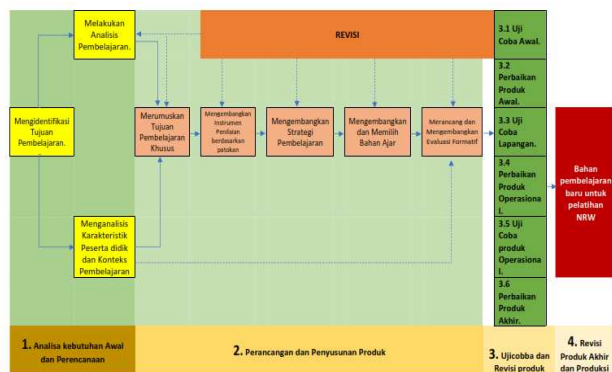 Melakukan
Analisis
Pembelajaran.
REVISI
3.1 Uji
Coba Awal.
3.2
Perbaikan
Produk
Awal.
Mengidentifikasi
Tujuan
Pembelajaran.
Merumuskan
Tujuan
Pembelajaran
Khusus
Mengembangkan
Instrumen
Penilaian
berdasarkan
patokan
Mengembangkan
Strategi
Pembelajaran
Mengembangkan
dan Memilih
Bahan Ajar
Merancang dan
Mengembangkan
Evaluasi Formatif
3.3 Uji
Coba
Lapangan.
3.4
Perbaikan
Produk
Operasiona
l.
Bahan
pembelajaran
baru untuk
pelatihan
NRW
Menganalisis
Karakteristik
Peserta didik
dan Konteks
Pembelajaran
3.5 Uji
Coba
produk
Operasiona
l.
3.6
Perbaikan
Produk
Akhir.
1. Analisa kebutuhan Awal
dan Perencanaan
2. Perancangan dan Penyusunan Produk
3. Ujicobba dan
Revisi produk
4. Revisi
Produk Akhir
dan Produksi